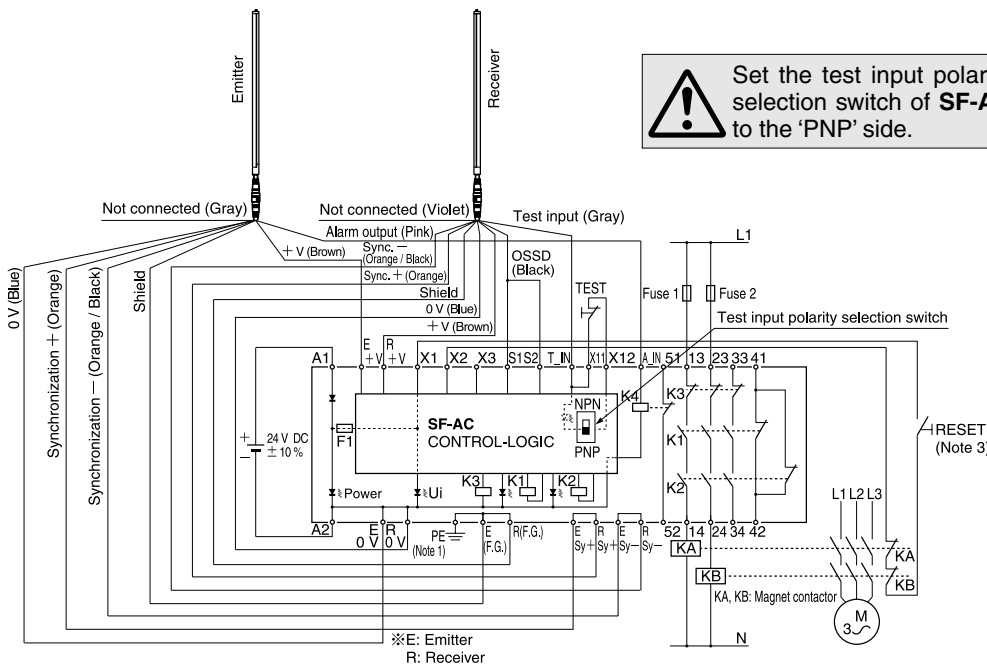 Emitter
Receiver
Set the test input polar
selection switch of SF-A
to the 'PNP' side.
Not connected (Gray)
Not connected (Violet)
Test input (Gray)
Alarm output (Pink)
+ V (Brown)
Sync. −
(Orange / Black)
Sync. + (Orange)
Shield
0 V (Blue)
+ V (Brown)
OSSD
(Black)
TEST
L1
Fuse 1
Fuse 2
Test input polarity selection switch
0 V (Blue)
Synchronization + (Orange)
Synchronization − (Orange / Black)
Shield
A1
E
+V
R
+V
X1
X2
X3
S1
S2
T_IN
X11
X12
A_IN
51
13
23
33
41
+
−
24 V DC
± 10 %
F1
SF-AC
CONTROL-LOGIC
NPN
PNP
K4
K3
K1
K2
RESET
(Note 3)
Power
Ui
K3
K1
K2
A2
E
0 V
R
0 V
PE
(Note 1)
E
(F.G.)
R(F.G.)
E
Sy+
R
Sy+
E
Sy−
R
Sy−
52
14
24
34
42
L1 L2 L3
KA
KB
KA
KB
KA, KB: Magnet contactor
M
3
N
※E: Emitter
R: Receiver